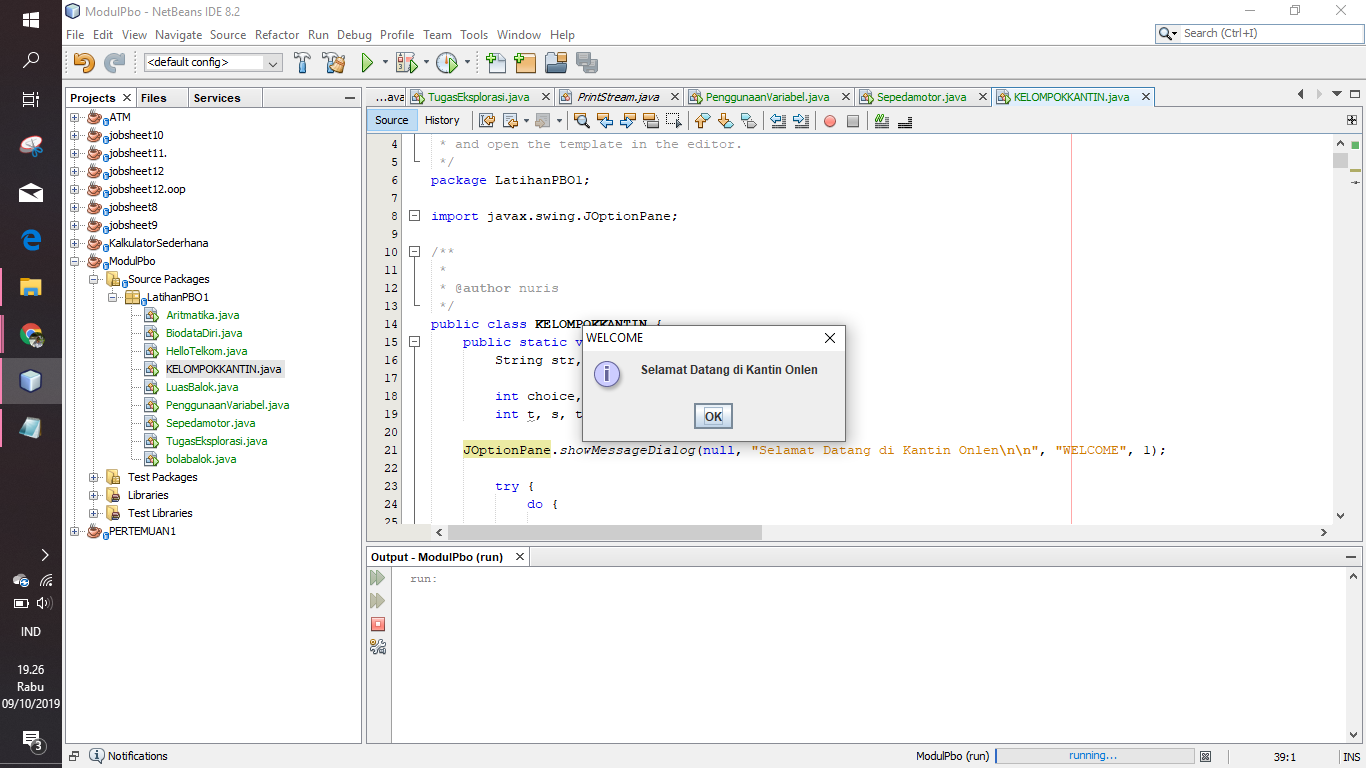 ModulPbo - NetBeans IDE 8.2
File Edit View Navigate Source Refactor Run Debug Profile Team Tools Window Help
Search (Ctrl+I)
<default config>
Projects Files Services
...ava TugasEksplorasi.java PrintStream.java PenggunaanVariabel.java Sepedamotor.java KELOMPOKKANTIN.java
Source History
ATM
jobsheet10
jobsheet11.
jobsheet12
jobsheet12.oop
jobsheet8
jobsheet9
KalkulatorSederhana
ModulPbo
Source Packages
LatihanPBO1
Aritmatika.java
BiodataDiri.java
HelloTelkom.java
KELOMPOKKANTIN.java
LuasBalok.java
PenggunaanVariabel.java
Sepedamotor.java
TugasEksplorasi.java
bolabalok.java
Test Packages
Libraries
Test Libraries
PERTEMUAN1
4 * and open the template in the editor.
5 */
6 package LatihanPBO1;
7
8 import javax.swing.JOptionPane;
9
10 /**
11 *
12 * @author nuris
13 */
14 public class KELOMPOKKANTIN {
15 public static v
16 String str,
17
18 int choice,
19 int t, s, t
20
21 JOptionPane.showMessageDialog(null, "Selamat Datang di Kantin Onlen\n\n", "WELCOME", 1);
22
23 try {
24 do {
25
WELCOME
Selamat Datang di Kantin Onlen
OK
Output - ModulPbo (run)
run:
IND
19.26
Rabu
09/10/2019
3
Notifications
ModulPbo (run) running... 39:1 INS